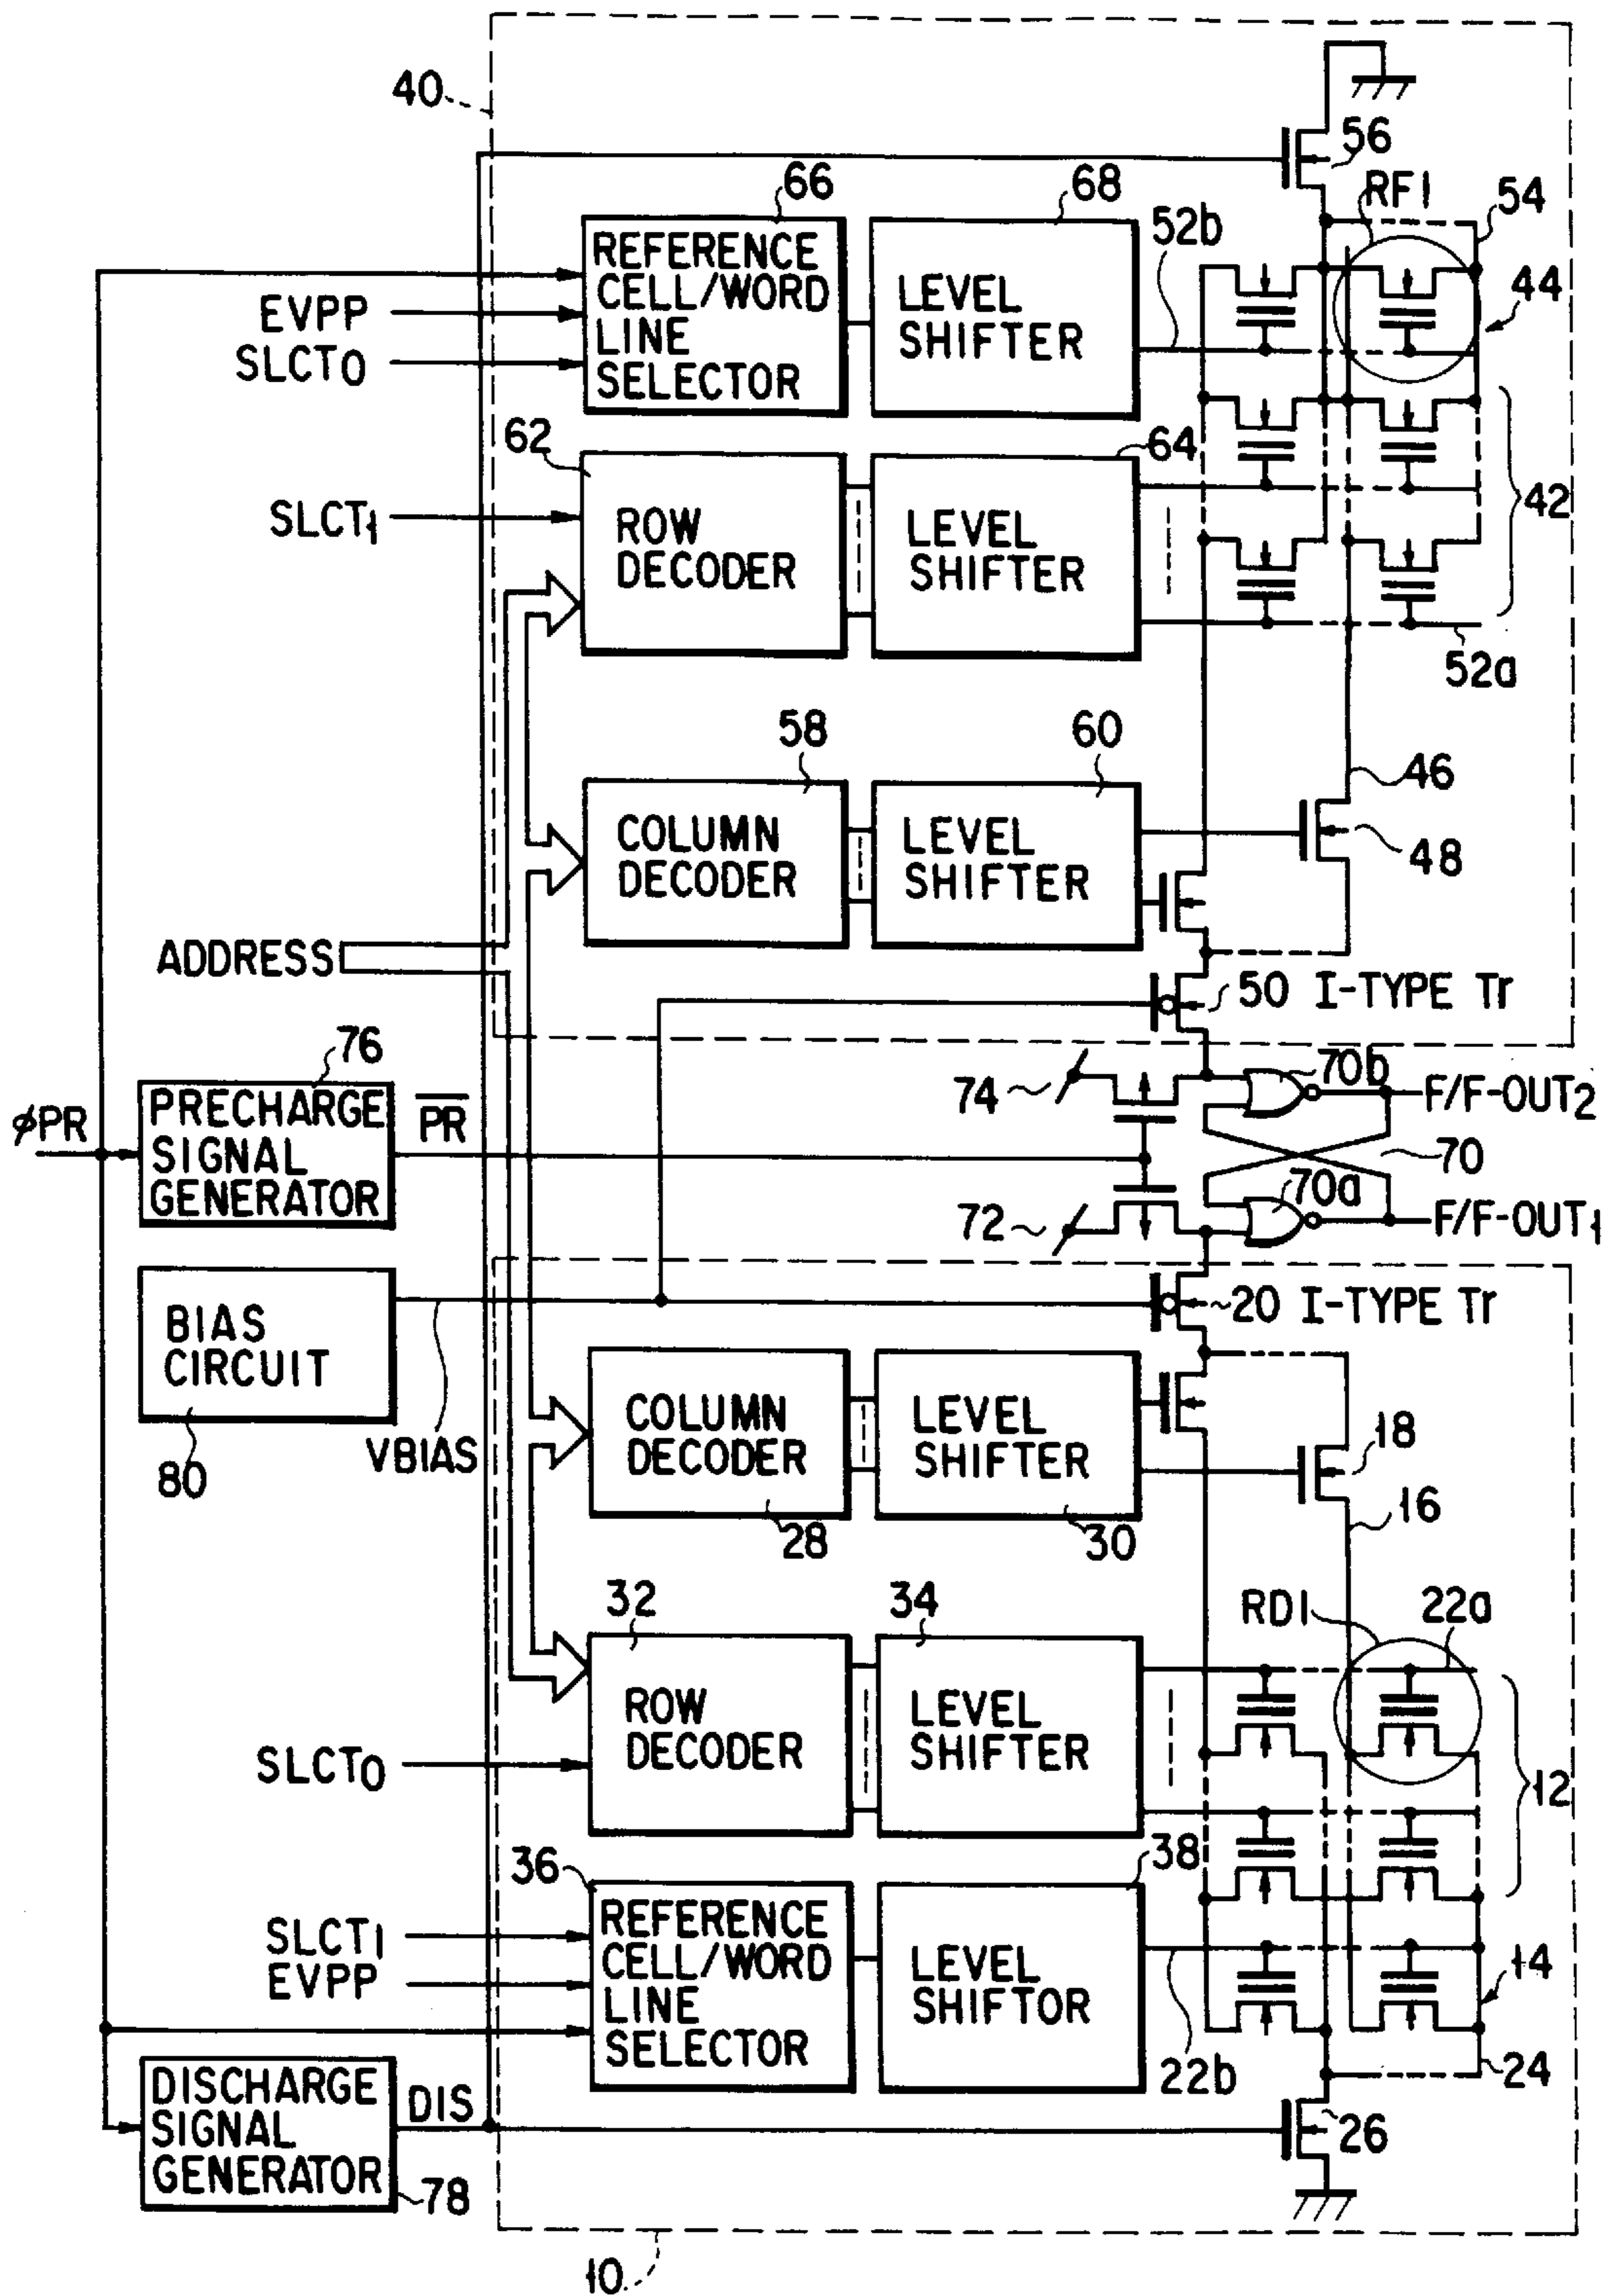 40
56
66
68
RF1
54
52b
REFERENCE
CELL/WORD
LINE
SELECTOR
LEVEL
SHIFTER
44
EVPP
SLCT0
62
64
SLCT1
ROW
DECODER
LEVEL
SHIFTER
42
52a
58
60
46
COLUMN
DECODER
LEVEL
SHIFTER
48
ADDRESS
50 I-TYPE Tr
76
74
70b
F/F-OUT2
φPR
PRECHARGE
SIGNAL
GENERATOR
PR
70
70a
72
F/F-OUT1
BIAS
CIRCUIT
20 I-TYPE Tr
80
VBIAS
COLUMN
DECODER
LEVEL
SHIFTER
18
28
30
16
32
34
RD1
22a
ROW
DECODER
LEVEL
SHIFTER
SLCT0
12
36
38
SLCT1
EVPP
REFERENCE
CELL/WORD
LINE
SELECTOR
LEVEL
SHIFTOR
14
22b
24
DISCHARGE
SIGNAL
GENERATOR
DIS
26
78
10